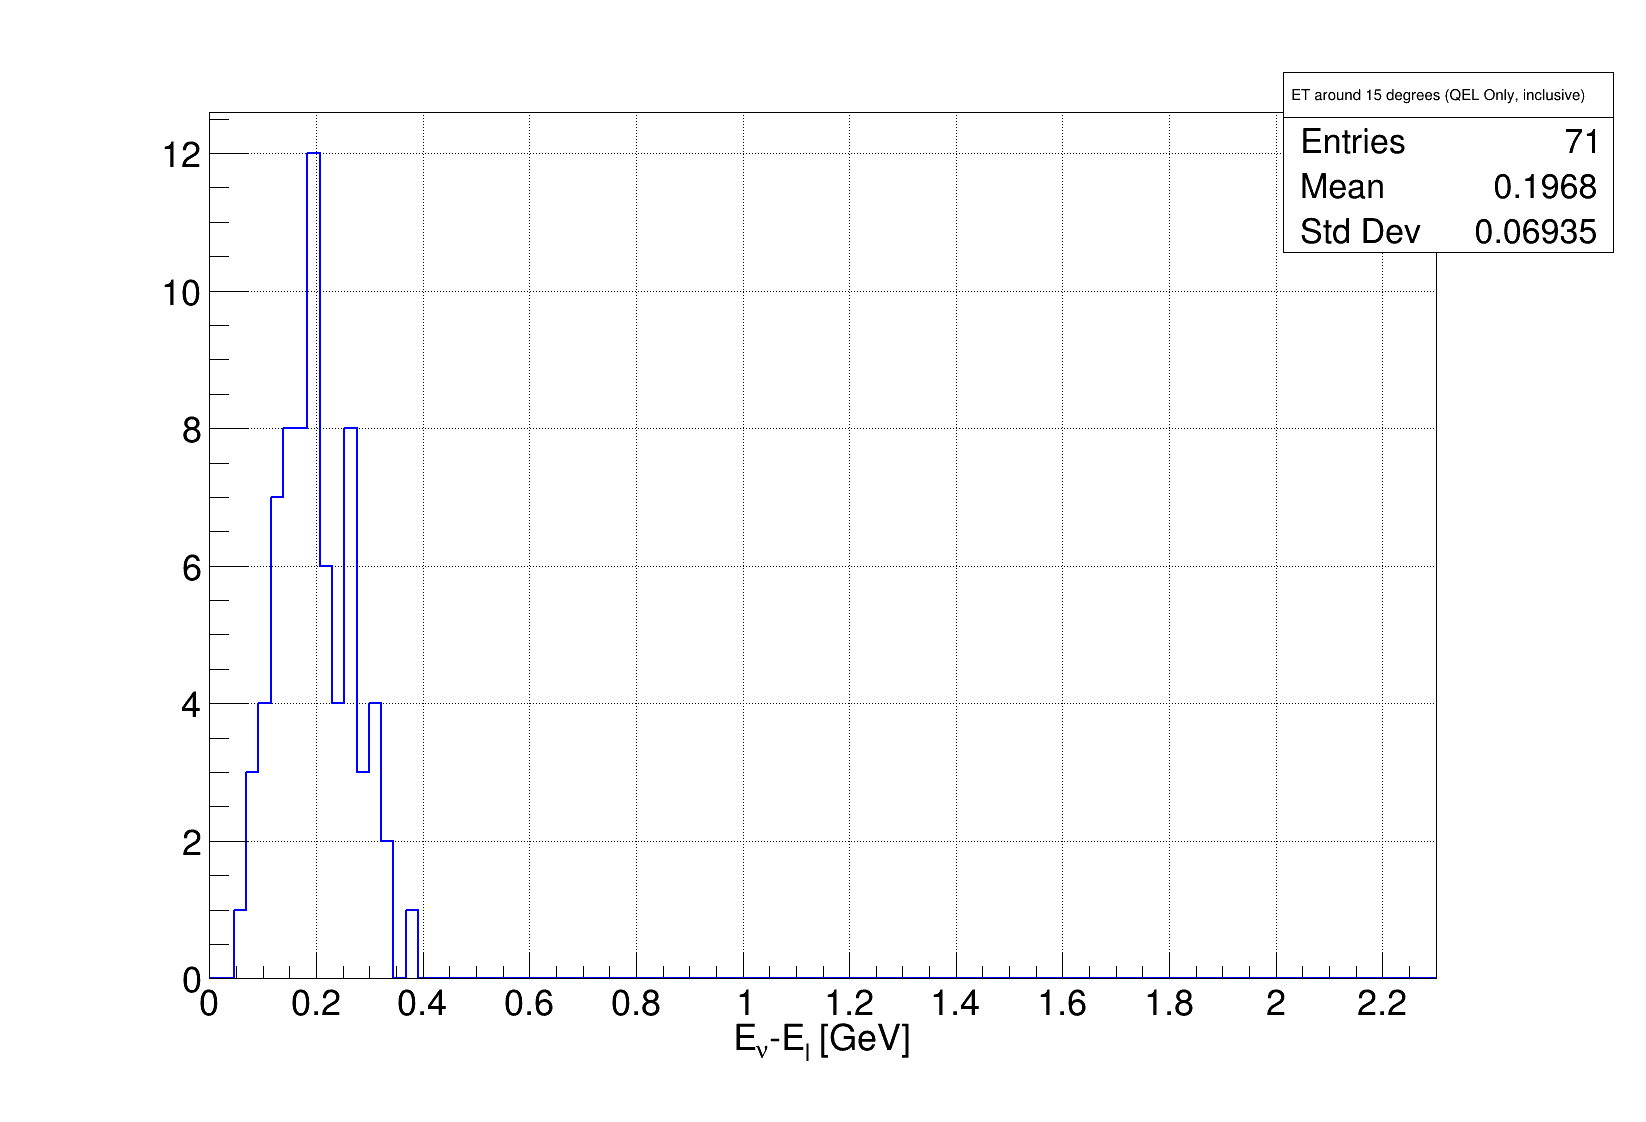 ET around 15 degrees (QEL Only, inclusive)
Entries 71
Mean 0.1968
Std Dev 0.06935
12
10
8
6
4
2
0
0 0.2 0.4 0.6 0.8 1 1.2 1.4 1.6 1.8 2 2.2
Eν-El [GeV]